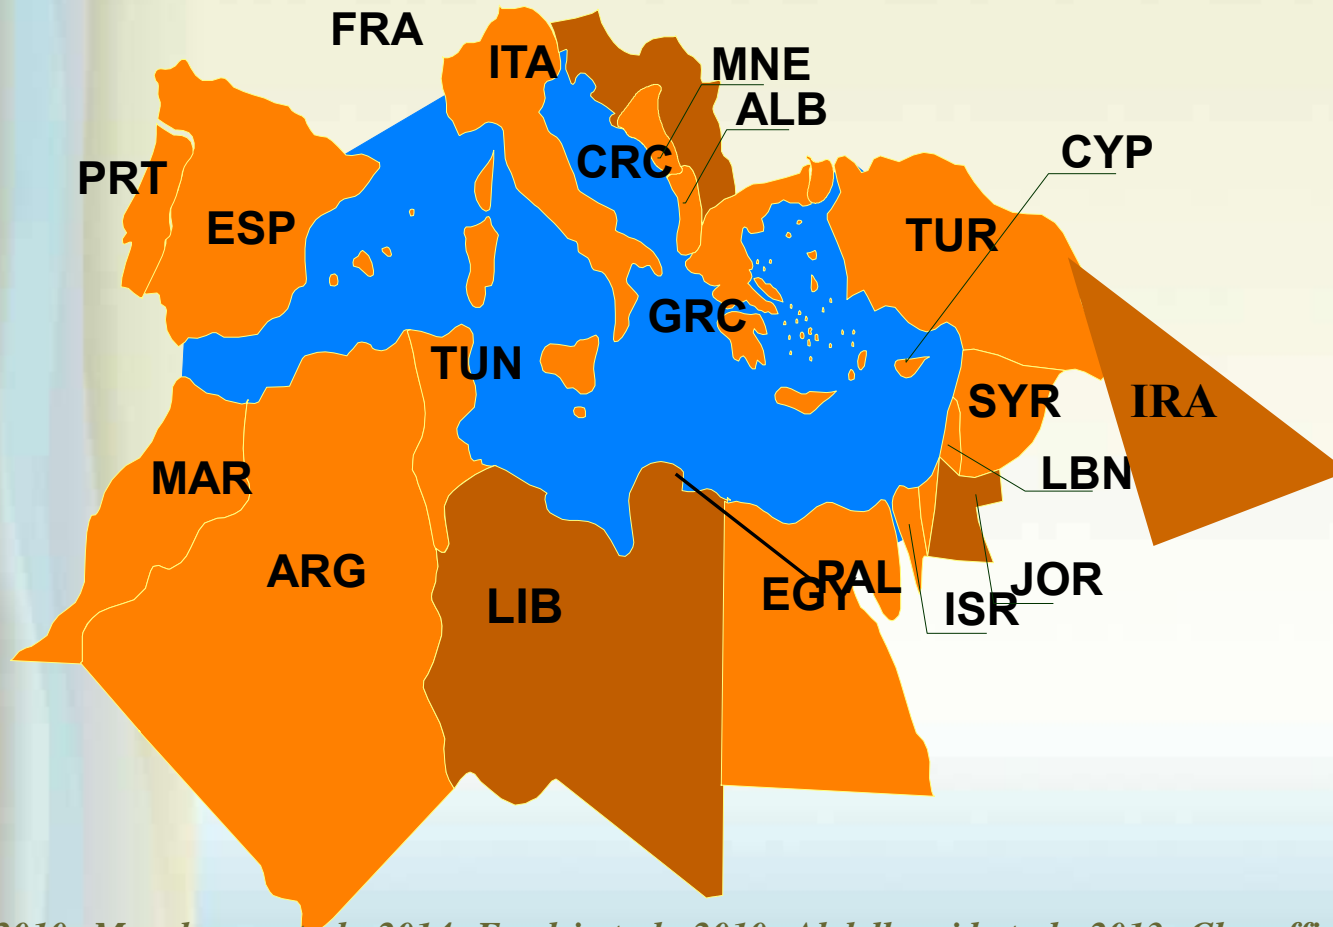 FRA
ITA
MNE
ALB
CRC
CYP
PRT
ESP
TUR
GRC
TUN
SYR
IRA
MAR
LBN
ARG
PAL
EGY
JOR
LIB
ISR